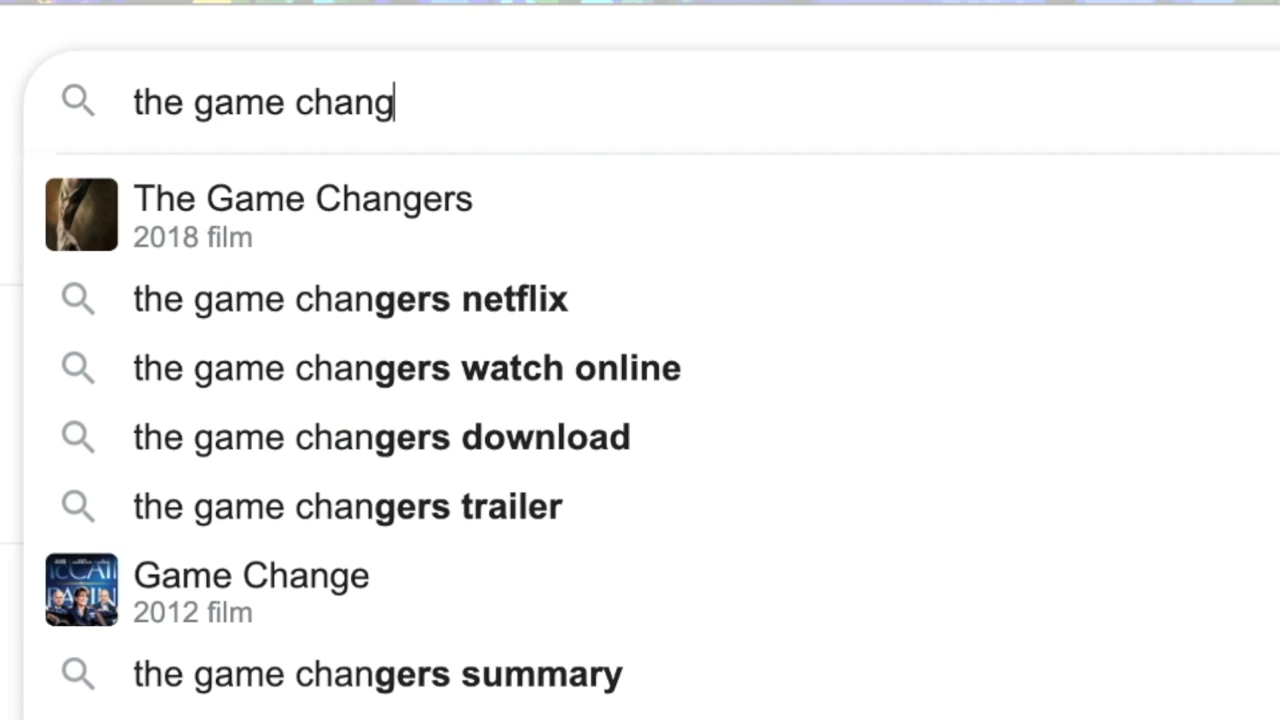 the game chang
The Game Changers
2018 film
the game changers netflix
the game changers watch online
the game changers download
the game changers trailer
Game Change
2012 film
the game changers summary